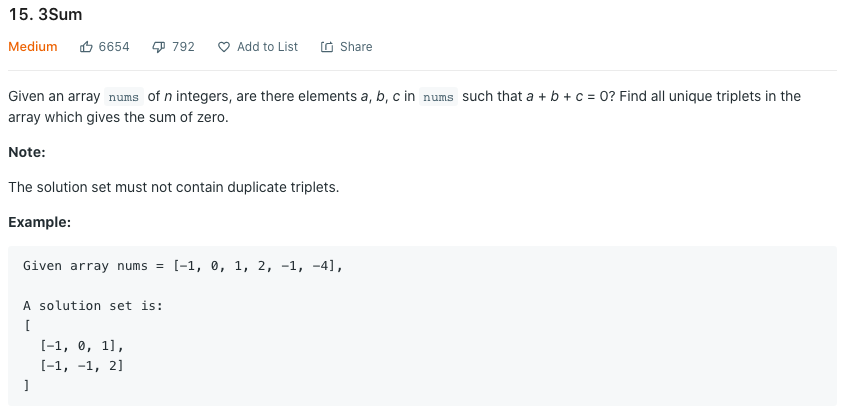 15. 3Sum
Medium 6654 792 Add to List Share
Given an array nums of n integers, are there elements a, b, c in nums such that a + b + c = 0? Find all unique triplets in the
array which gives the sum of zero.
Note:
The solution set must not contain duplicate triplets.
Example:
Given array nums = [-1, 0, 1, 2, -1, -4],
A solution set is:
[
[-1, 0, 1],
[-1, -1, 2]
]